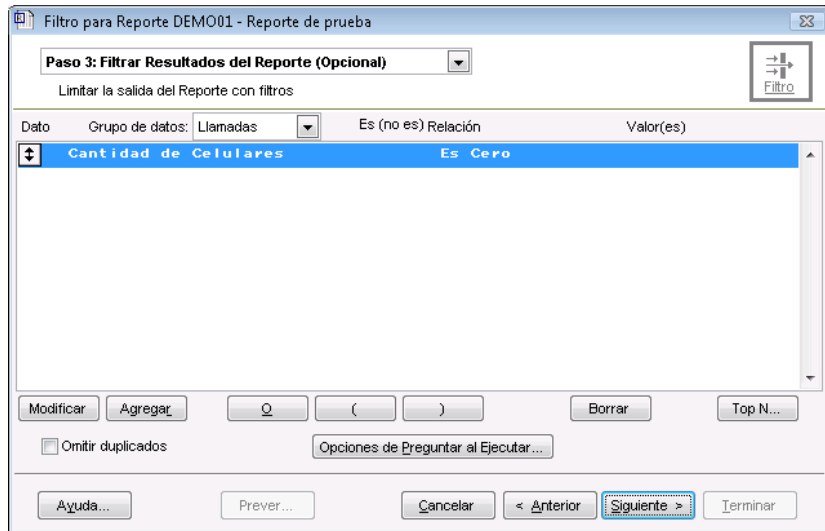 Filtro para Reporte DEMO01 - Reporte de prueba
Paso 3: Filtrar Resultados del Reporte (Opcional)
Limitar la salida del Reporte con filtros
Filtro
Dato Grupo de datos: Llamadas Es (no es) Relación Valor(es)
Cantidad de Celulares Es Cero
Modificar Agregar O ( ) Borrar Top N...
Omitir duplicados Opciones de Preguntar al Ejecutar...
Ayuda... Prever... Cancelar < Anterior Siguiente > Terminar